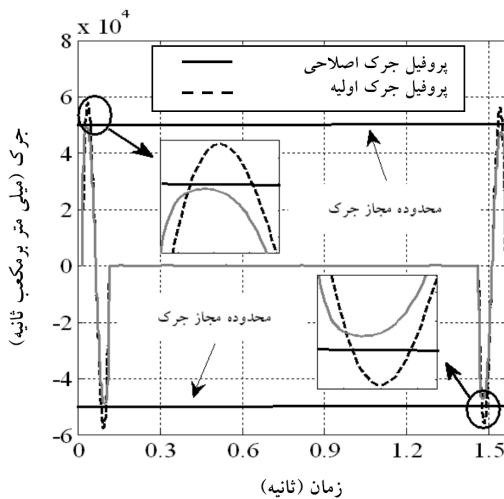 x 10⁴
8
6
4
2
0
-2
-4
-6
پروفیل جرک اصلاحی
پروفیل جرک اولیه
محدوده مجاز جرک
محدوده مجاز جرک
جرک (میلی متر برمکعب ثانیه)
0 0.3 0.6 0.9 1.2 1.5
زمان (ثانیه)